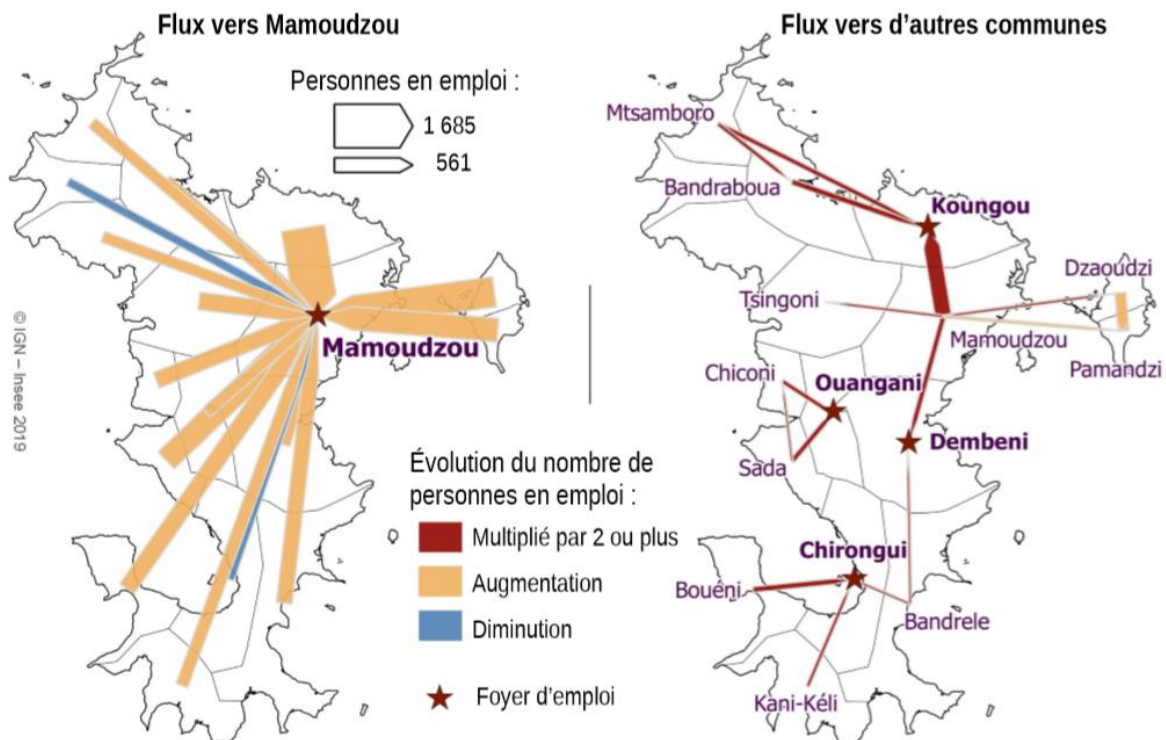 Flux vers Mamoudzou
Personnes en emploi :
1 685
561
Mamoudzou
© IGN – Insee 2019
Évolution du nombre de
personnes en emploi :
Multiplié par 2 ou plus
Augmentation
Diminution
Foyer d'emploi
Flux vers d'autres communes
Mtsamboro
Bandraboua
Koungou
Dzaoudzi
Tsingoni
Mamoudzou
Pamandzi
Chiconi
Ouangani
Dembeni
Sada
Chirongui
Bouéni
Bandrele
Kani-Kéli